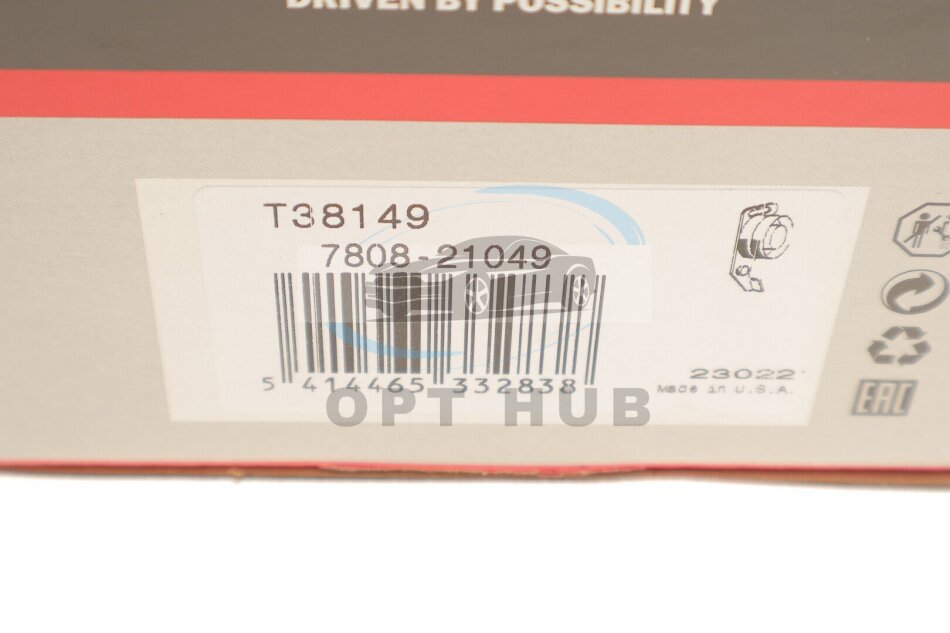 DRIVEN BY POSSIBILITY
T38149
7808-21049
5 414465 332838
23022
Made in U.S.A.
EAC
OPT HUB